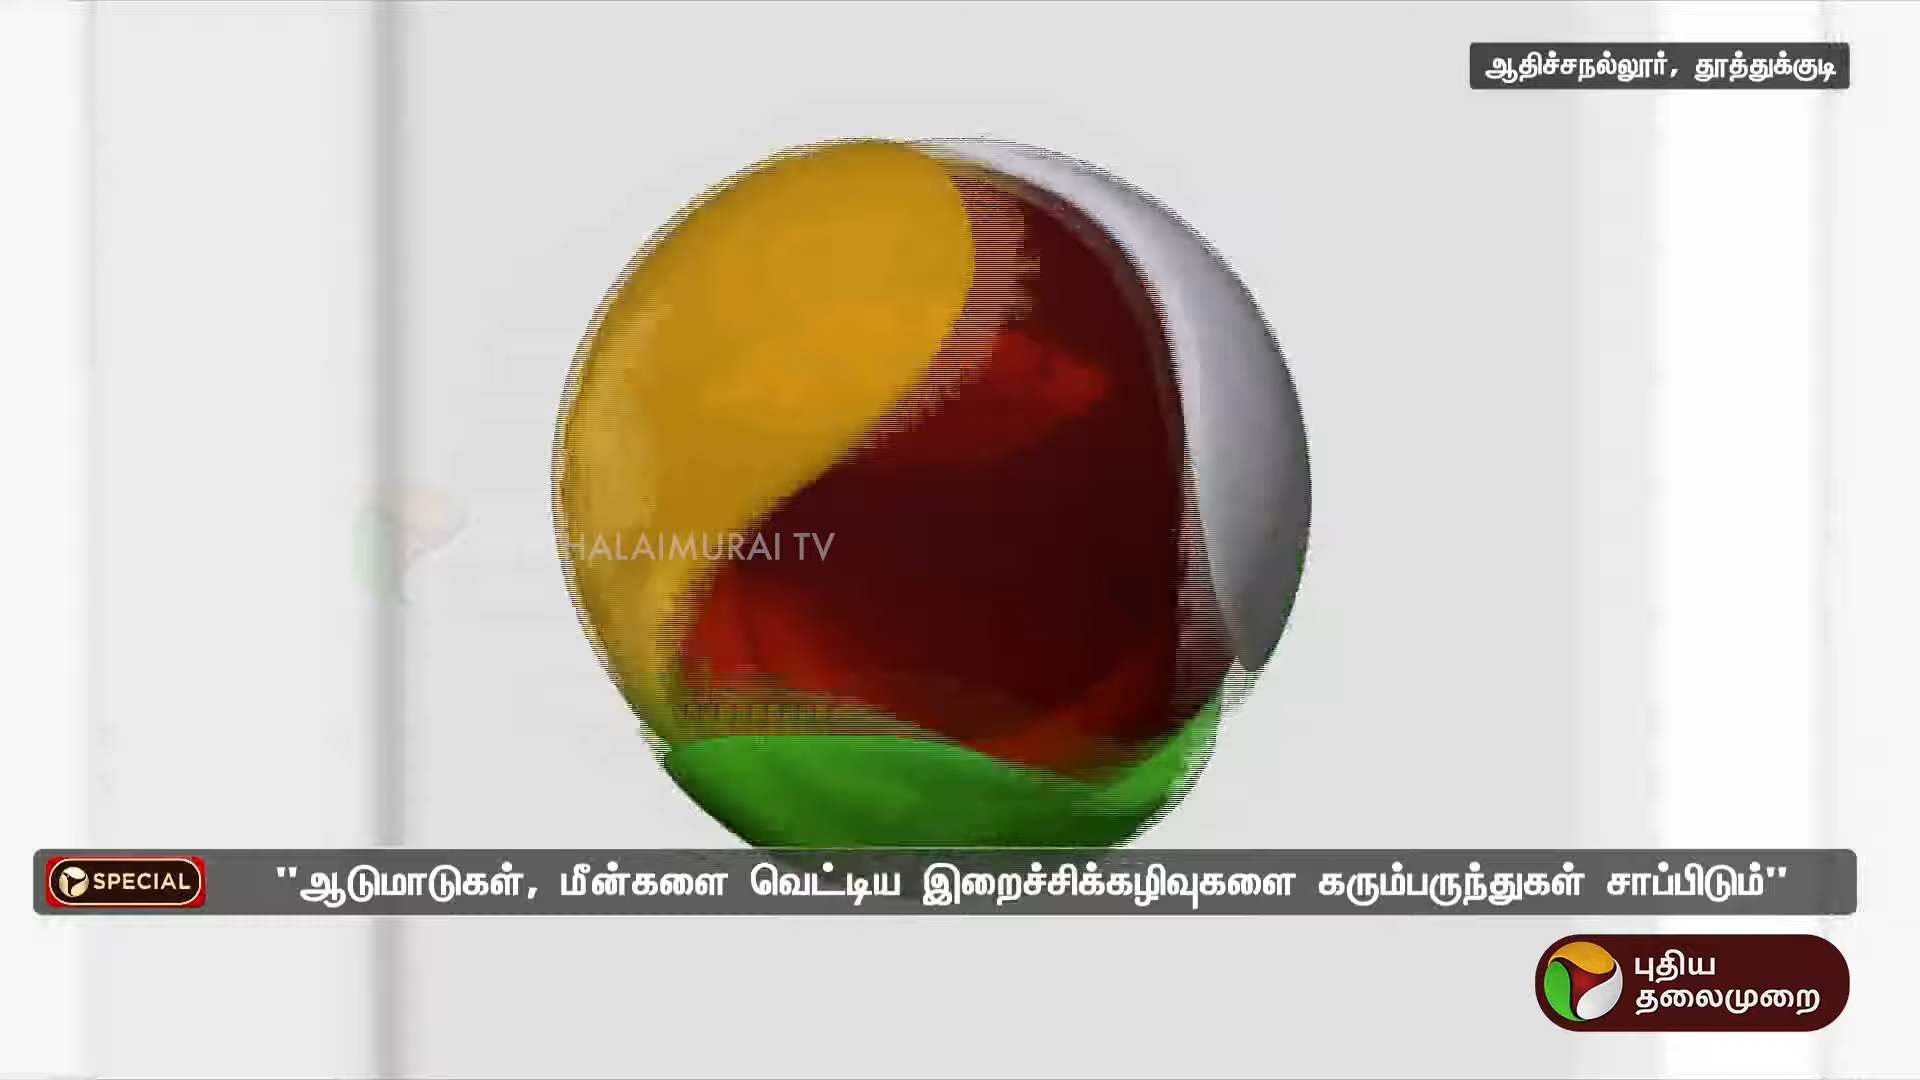 ஆதிச்சநல்லூர், தூத்துக்குடி
HALAIMURAI TV
SPECIAL
"ஆடுமாடுகள், மீன்களை வெட்டிய இறைச்சிக்கழிவுகளை கரும்பருந்துகள் சாப்பிடும்"
புதிய
தலைமுறை